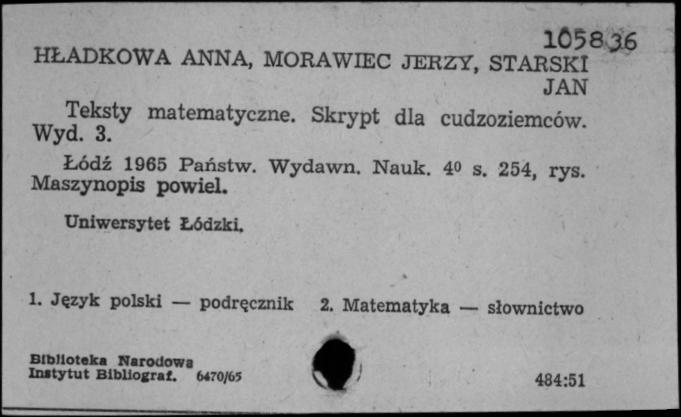 105836
HŁADKOWA ANNA, MORAWIEC JERZY, STARSKI
JAN
Teksty matematyczne. Skrypt dla cudzoziemców.
Wyd. 3.
Łódź 1965 Państw. Wydawn. Nauk. 4⁰ s. 254, rys.
Maszynopis powiel.
Uniwersytet Łódzki.
1. Język polski — podręcznik 2. Matematyka — słownictwo
Biblioteka Narodowa
Instytut Bibliograf. 6470/65
484:51